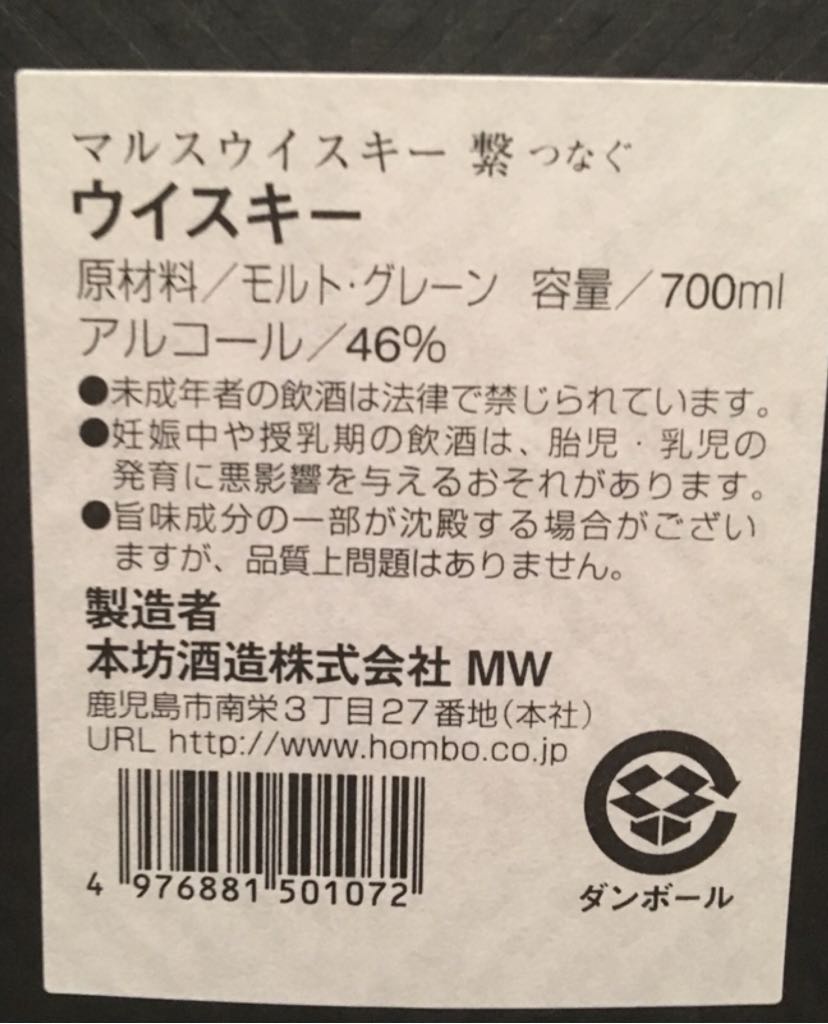 マルスウイスキー 繋 つなぐ
ウイスキー
原材料／モルト・グレーン 容量／700ml
アルコール／46%
●未成年者の飲酒は法律で禁じられています。
●妊娠中や授乳期の飲酒は、胎児・乳児の
発育に悪影響を与えるおそれがあります。
●旨味成分の一部が沈殿する場合がござい
ますが、品質上問題はありません。
製造者
本坊酒造株式会社 MW
鹿児島市南栄3丁目27番地(本社)
URL http://www.hombo.co.jp
4 976881 501072
ダンボール